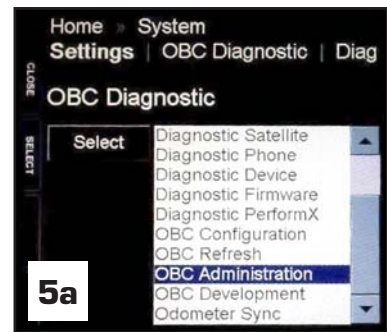 Home » System
Settings | OBC Diagnostic | Diag
CLOSE
OBC Diagnostic
SELECT
Select
Diagnostic Satellite
Diagnostic Phone
Diagnostic Device
Diagnostic Firmware
Diagnostic PerformX
OBC Configuration
OBC Refresh
OBC Administration
OBC Development
Odometer Sync
5a